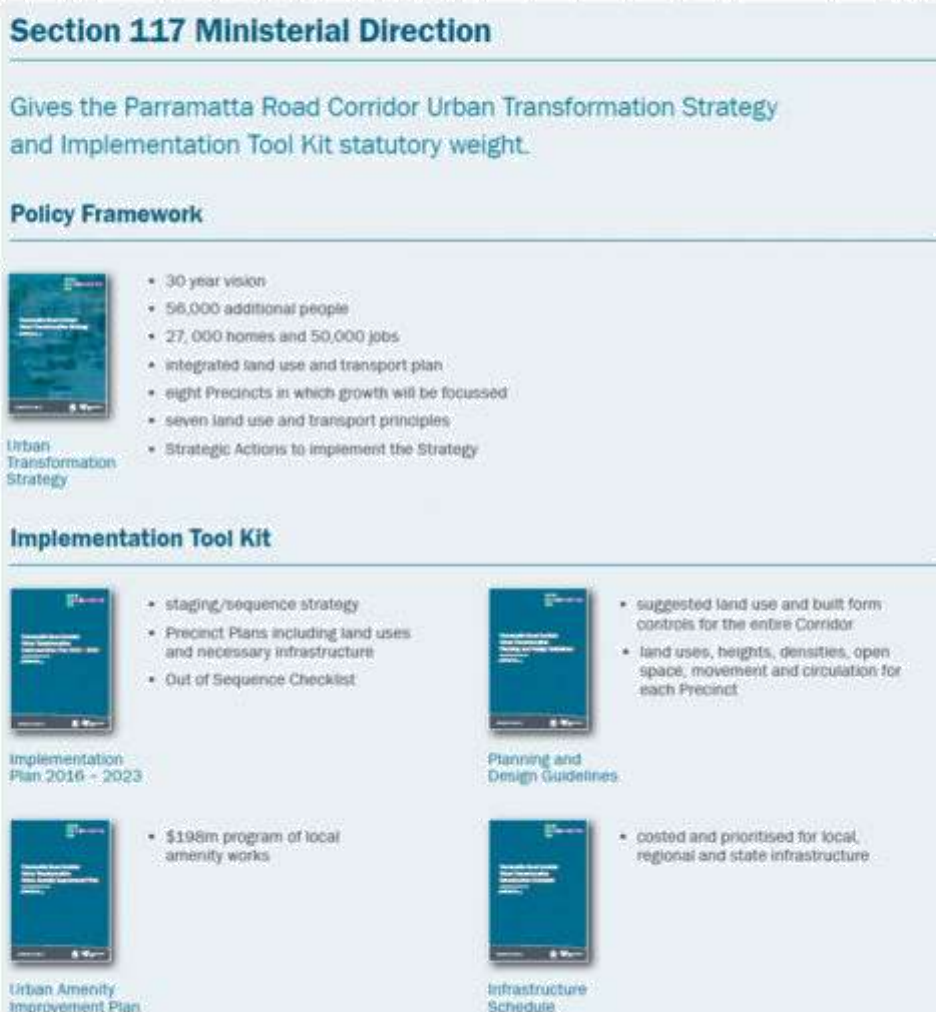 Section 117 Ministerial Direction
Gives the Parramatta Road Corridor Urban Transformation Strategy
and Implementation Tool Kit statutory weight.
Policy Framework
• 30 year vision
• 56,000 additional people
• 27, 000 homes and 50,000 jobs
• integrated land use and transport plan
• eight Precincts in which growth will be focussed
• seven land use and transport principles
• Strategic Actions to implement the Strategy
Urban
Transformation
Strategy
Implementation Tool Kit
• staging/sequence strategy
• Precinct Plans including land uses
and necessary infrastructure
• Out of Sequence Checklist
Implementation
Plan 2016 – 2023
• suggested land use and built form
controls for the entire Corridor
• land uses, heights, densities, open
space, movement and circulation for
each Precinct
Planning and
Design Guidelines
• $198m program of local
amenity works
Urban Amenity
Improvement Plan
• costed and prioritised for local,
regional and state infrastructure
Infrastructure
Schedule